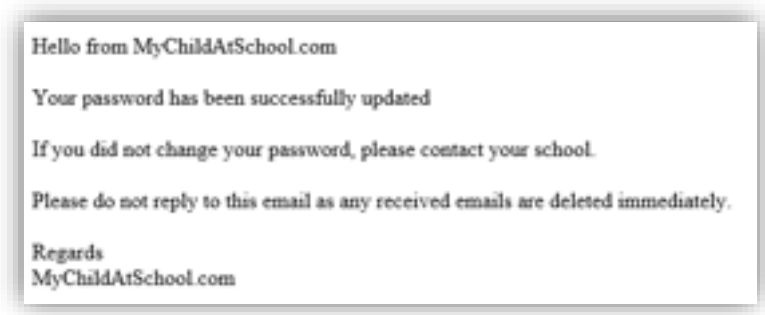 Hello from MyChildAtSchool.com
Your password has been successfully updated
If you did not change your password, please contact your school.
Please do not reply to this email as any received emails are deleted immediately.
Regards
MyChildAtSchool.com